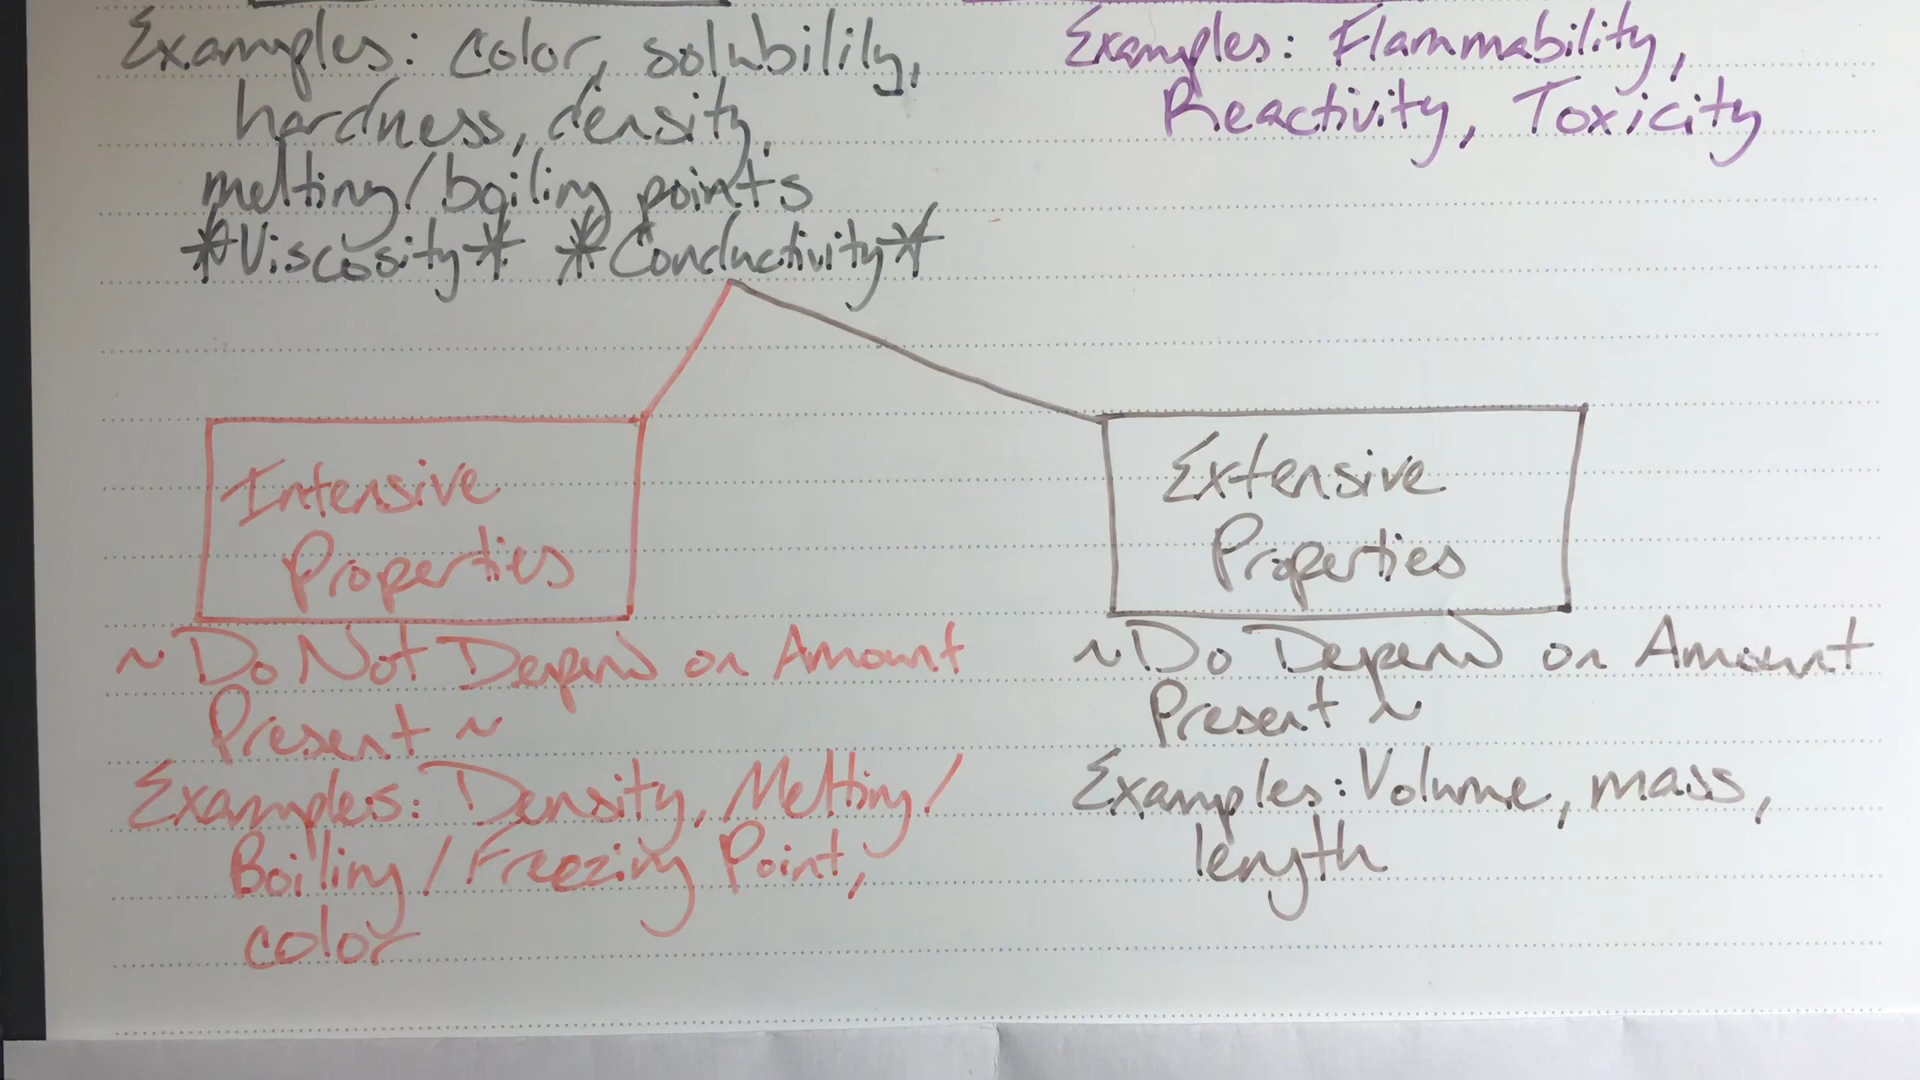 Examples: color, solubility,
hardness, density,
melting/boiling points
*Viscosity* *Conductivity*
Examples: Flammability,
Reactivity, Toxicity
Intensive
Properties
~ Do Not Depend on Amount
Present ~
Examples: Density, Melting/
Boiling/Freezing Point,
color
Extensive
Properties
~ Do Depend on Amount
Present ~
Examples: Volume, mass,
length